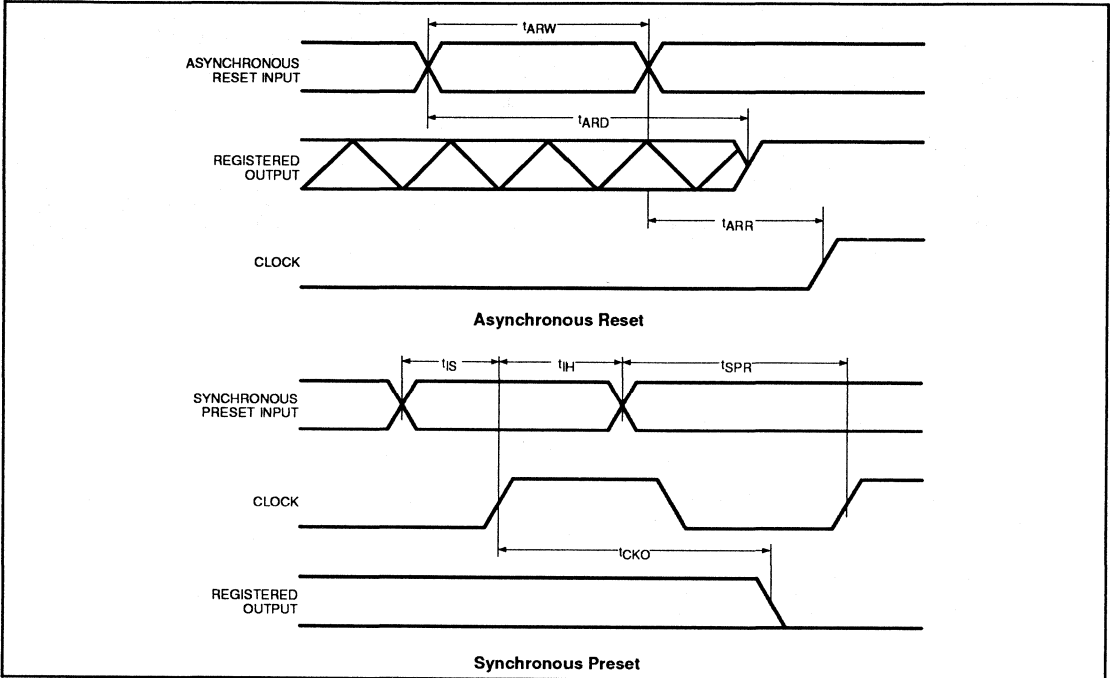 tARW
ASYNCHRONOUS
RESET INPUT
tARD
REGISTERED
OUTPUT
tARR
CLOCK
Asynchronous Reset
tIS
tIH
tSPR
SYNCHRONOUS
PRESET INPUT
CLOCK
tCKO
REGISTERED
OUTPUT
Synchronous Preset